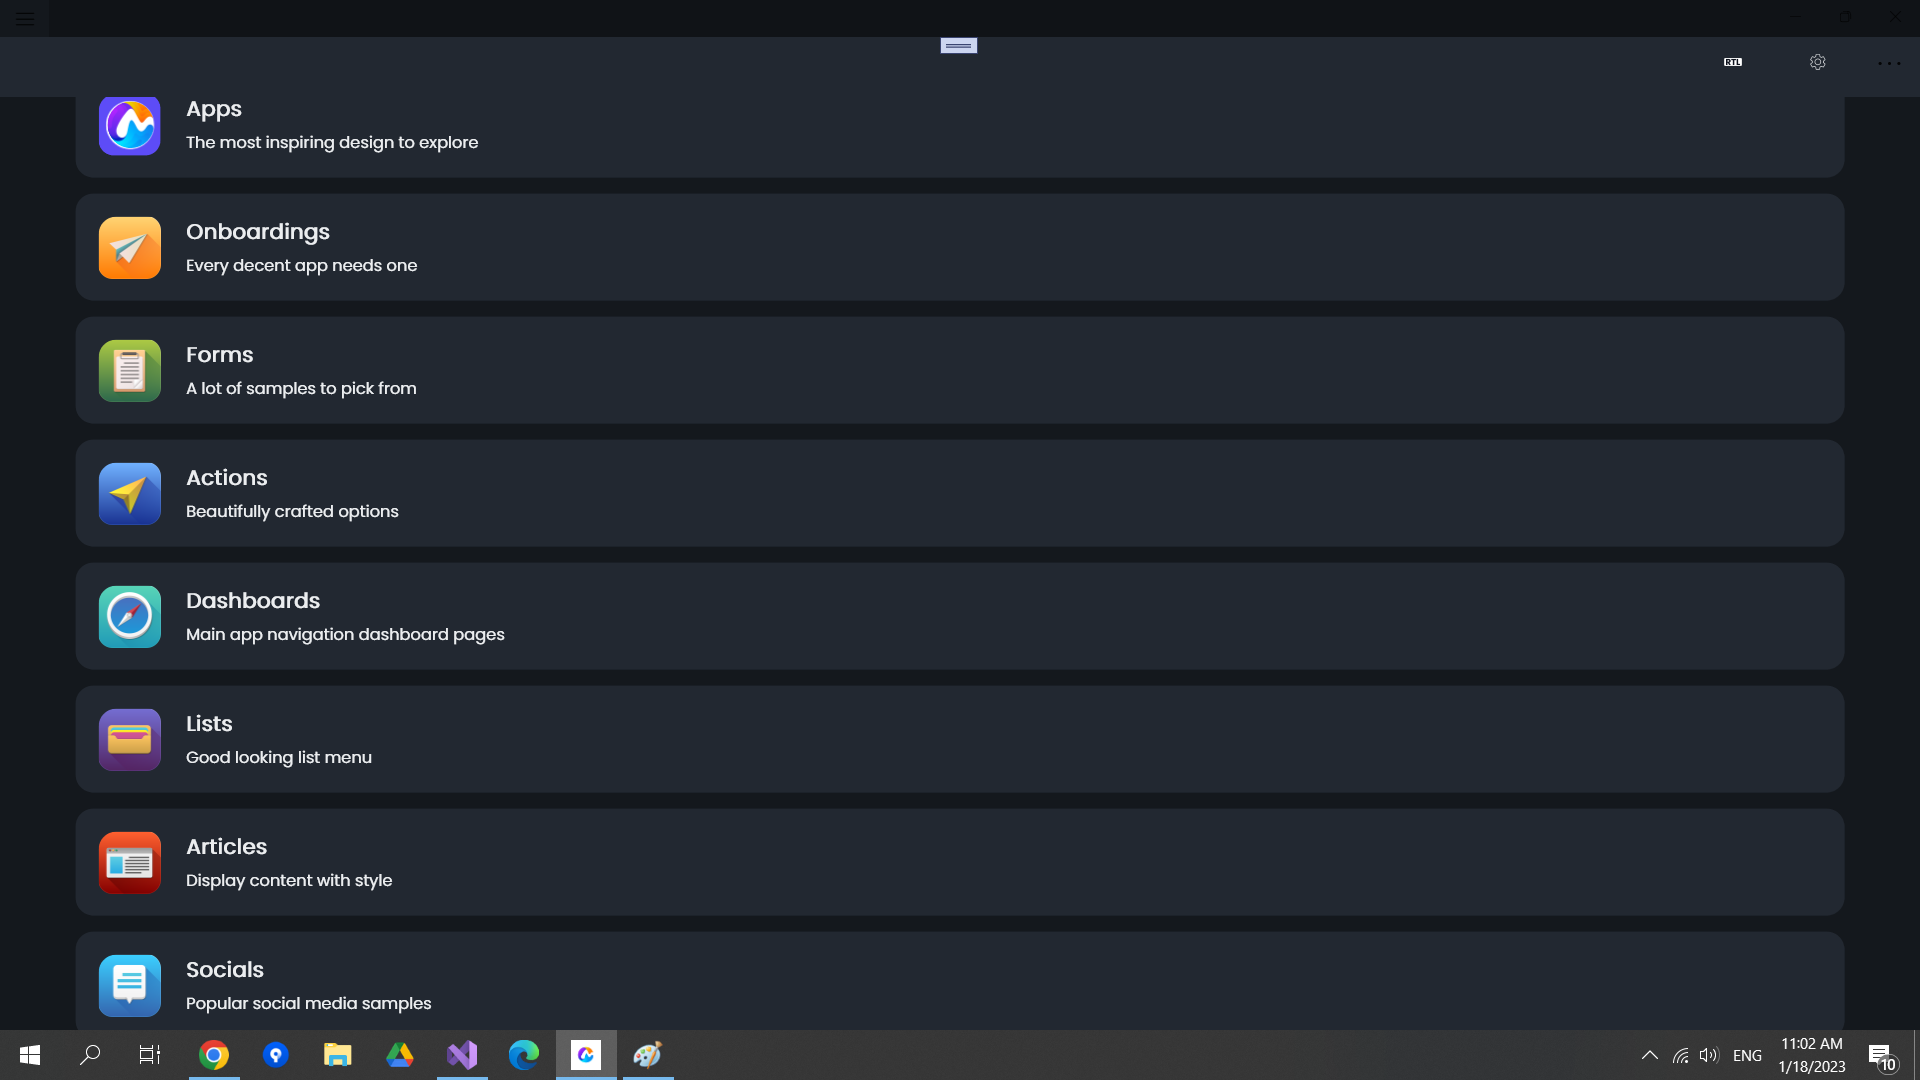 RTL
Apps
The most inspiring design to explore
Onboardings
Every decent app needs one
Forms
A lot of samples to pick from
Actions
Beautifully crafted options
Dashboards
Main app navigation dashboard pages
Lists
Good looking list menu
Articles
Display content with style
Socials
Popular social media samples
ENG
11:02 AM
1/18/2023
10